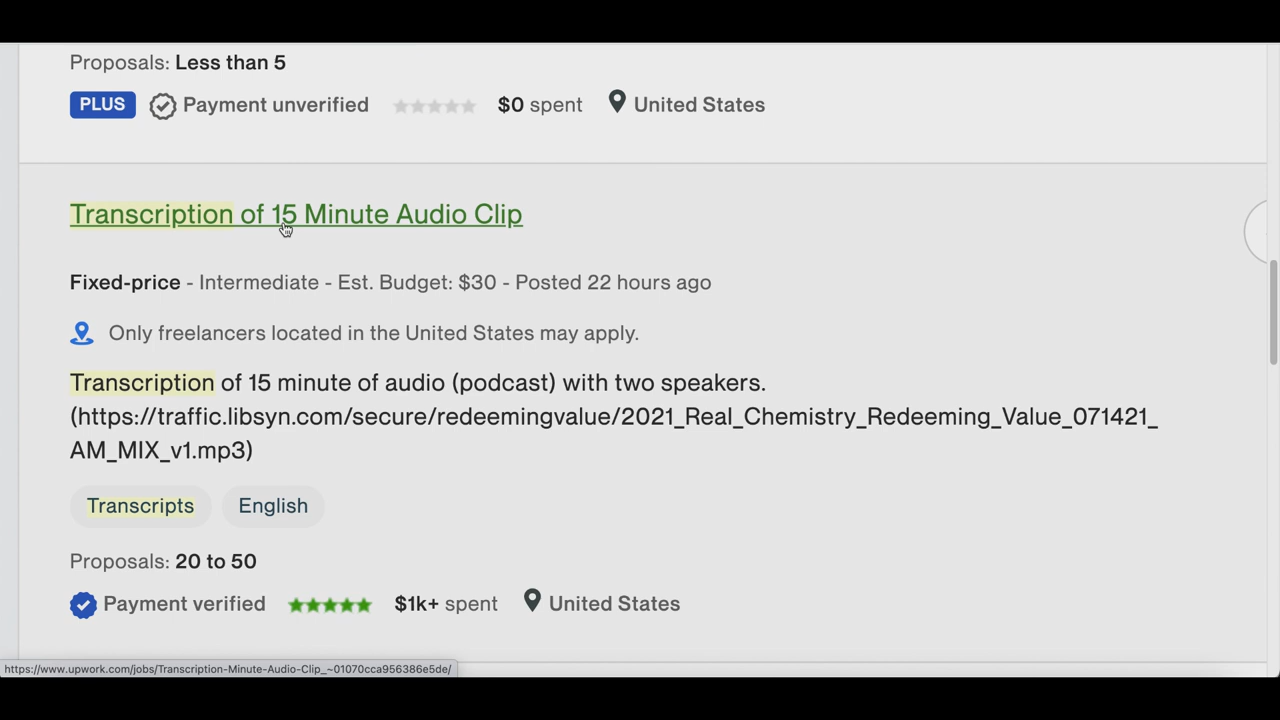 Proposals: Less than 5
PLUS Payment unverified $0 spent United States
Transcription of 15 Minute Audio Clip
Fixed-price - Intermediate - Est. Budget: $30 - Posted 22 hours ago
Only freelancers located in the United States may apply.
Transcription of 15 minute of audio (podcast) with two speakers.
(https://traffic.libsyn.com/secure/redeemingvalue/2021_Real_Chemistry_Redeeming_Value_071421_
AM_MIX_v1.mp3)
Transcripts English
Proposals: 20 to 50
Payment verified $1k+ spent United States
https://www.upwork.com/jobs/Transcription-Minute-Audio-Clip_~01070cca956386e5de/